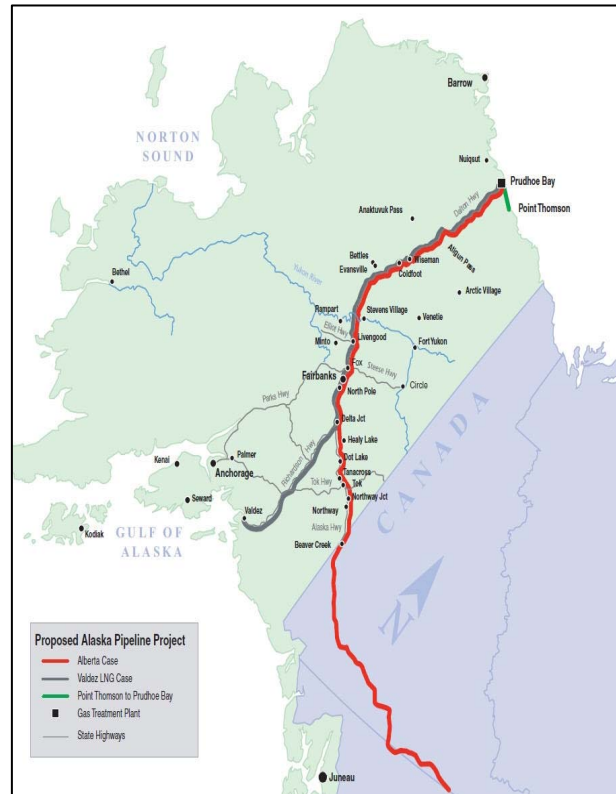 Barrow
NORTON
SOUND
Nuiqsut
Prudhoe Bay
Dalton Hwy
Point Thomson
Anaktuvuk Pass
Wiseman
Atigun Pass
Bettles
Evansville
Coldfoot
Bethel
Yukon River
Arctic Village
Rampart
Stevens Village
Venetie
Elliot Hwy
Livengood
Minto
Fort Yukon
Fox
Steese Hwy
Fairbanks
Circle
North Pole
Parks Hwy
Delta Jct
Healy Lake
Palmer
Kenai
Dot Lake
Anchorage
Richardson Hwy
Tanacross
Tok Hwy
Tok
Seward
Northway Jct
Valdez
Northway
CANADA
Kodiak
GULF OF
ALASKA
Alaska Hwy
Beaver Creek
N
Proposed Alaska Pipeline Project
Alberta Case
Valdez LNG Case
Point Thomson to Prudhoe Bay
Gas Treatment Plant
State Highways
Juneau